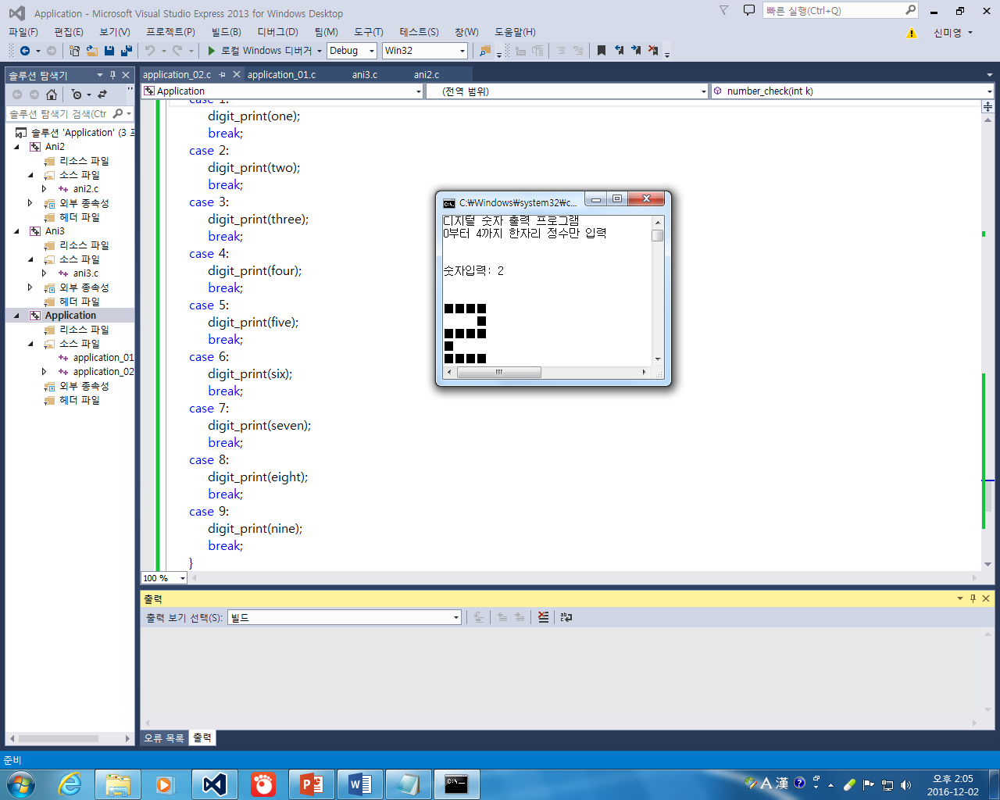 Application - Microsoft Visual Studio Express 2013 for Windows Desktop
빠른 실행(Ctrl+Q)
파일(F) 편집(E) 보기(V) 프로젝트(P) 빌드(B) 디버그(D) 팀(M) 도구(T) 테스트(S) 창(W) 도움말(H)
신미영
로컬 Windows 디버거 Debug Win32
솔루션 탐색기
application_02.c application_01.c ani3.c ani2.c
Application (전역 범위) number_check(int k)
솔루션 탐색기 검색(Ctr
솔루션 'Application' (3 프
Ani2
리소스 파일
소스 파일
ani2.c
외부 종속성
헤더 파일
Ani3
리소스 파일
소스 파일
ani3.c
외부 종속성
헤더 파일
Application
리소스 파일
소스 파일
application_01
application_02
외부 종속성
헤더 파일
case 1:
digit_print(one);
break;
case 2:
digit_print(two);
break;
case 3:
digit_print(three);
break;
case 4:
digit_print(four);
break;
case 5:
digit_print(five);
break;
case 6:
digit_print(six);
break;
case 7:
digit_print(seven);
break;
case 8:
digit_print(eight);
break;
case 9:
digit_print(nine);
break;
}
C:\Windows\system32\c...
디지털 숫자 출력 프로그램
0부터 4까지 한자리 정수만 입력
숫자입력: 2
■■■■
■
■■■■
■
■■■■
100 %
출력
출력 보기 선택(S): 빌드
오류 목록 출력
준비
A 漢
오후 2:05
2016-12-02